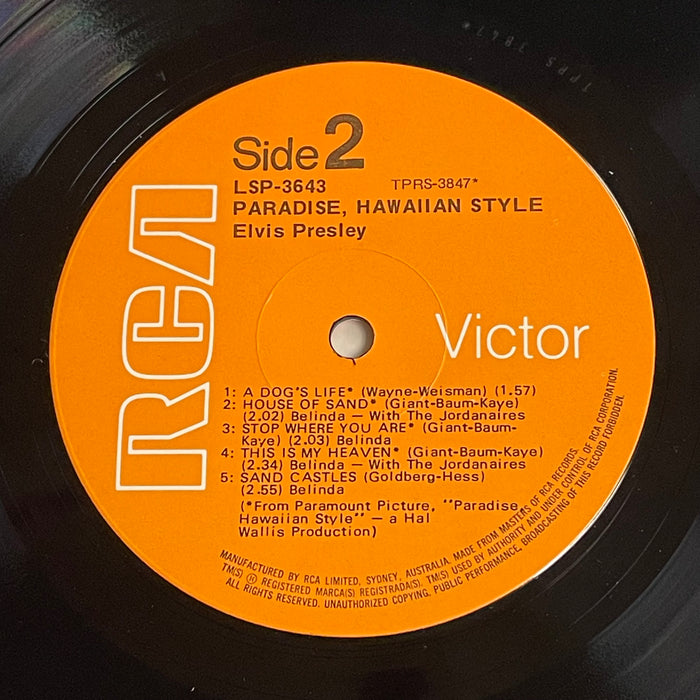 Side 2
LSP-3643 TPRS-3847*
PARADISE, HAWAIIAN STYLE
Elvis Presley
RCA
Victor
1: A DOG'S LIFE* (Wayne-Weisman) (1.57)
2: HOUSE OF SAND* (Giant-Baum-Kaye)
(2.02) Belinda — With The Jordanaires
3: STOP WHERE YOU ARE* (Giant-Baum-
Kaye) (2.03) Belinda
4: THIS IS MY HEAVEN* (Giant-Baum-Kaye)
(2.34) Belinda — With The Jordanaires
5: SAND CASTLES (Goldberg-Hess)
(2.55) Belinda
(*From Paramount Picture, "Paradise,
Hawaiian Style" — a Hal
Wallis Production)
MANUFACTURED BY RCA LIMITED, SYDNEY, AUSTRALIA. MADE FROM MASTERS OF RCA RECORDS.
TM(S) ® REGISTERED MARCA(S) REGISTRADA(S). TM(S) USED BY AUTHORITY AND UNDER CONTROL OF RCA CORPORATION.
ALL RIGHTS RESERVED. UNAUTHORIZED COPYING, PUBLIC PERFORMANCE, BROADCASTING OF THIS RECORD FORBIDDEN.